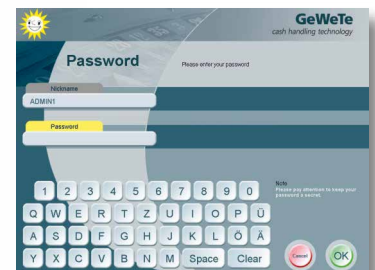 GeWeTe
cash handling technology
Password
Please enter your password
Nickname
ADMIN1
Password
Note
Please pay attention to keep your
password a secret.
1 2 3 4 5 6 7 8 9 0
Q W E R T Z U I O P Ü
A S D F G H J K L Ö Ä
Y X C V B N M Space Clear
Cancel
OK